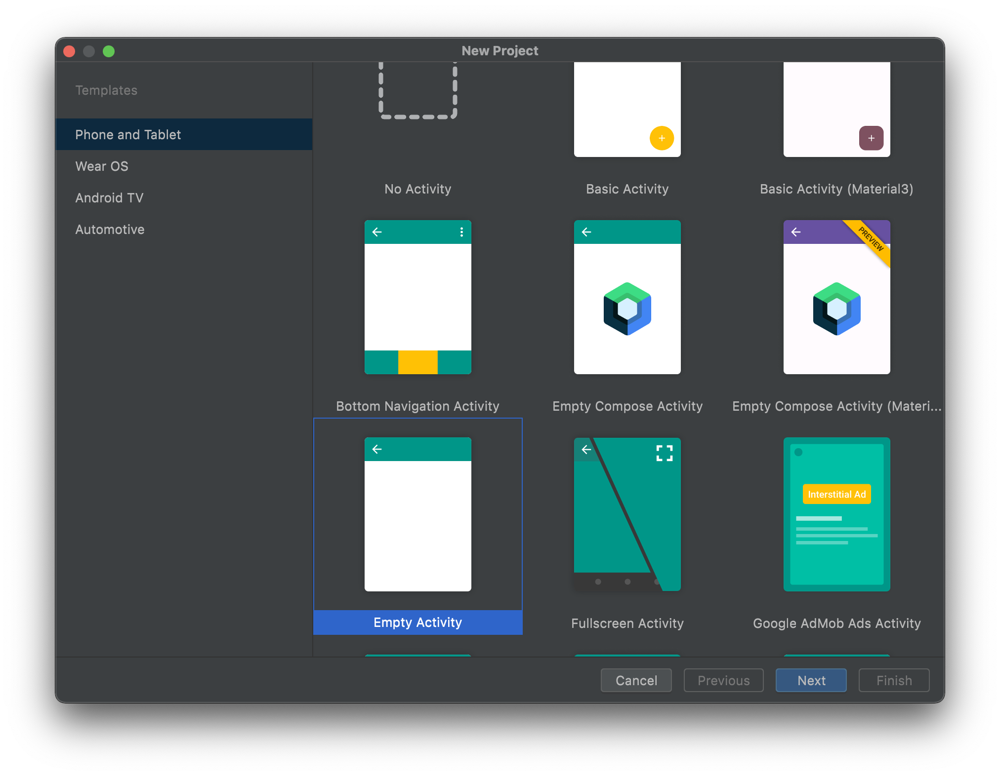 New Project
Templates
Phone and Tablet
Wear OS
Android TV
Automotive
No Activity
Basic Activity
Basic Activity (Material3)
PREVIEW
Bottom Navigation Activity
Empty Compose Activity
Empty Compose Activity (Materi...
Interstitial Ad
Empty Activity
Fullscreen Activity
Google AdMob Ads Activity
Cancel
Previous
Next
Finish